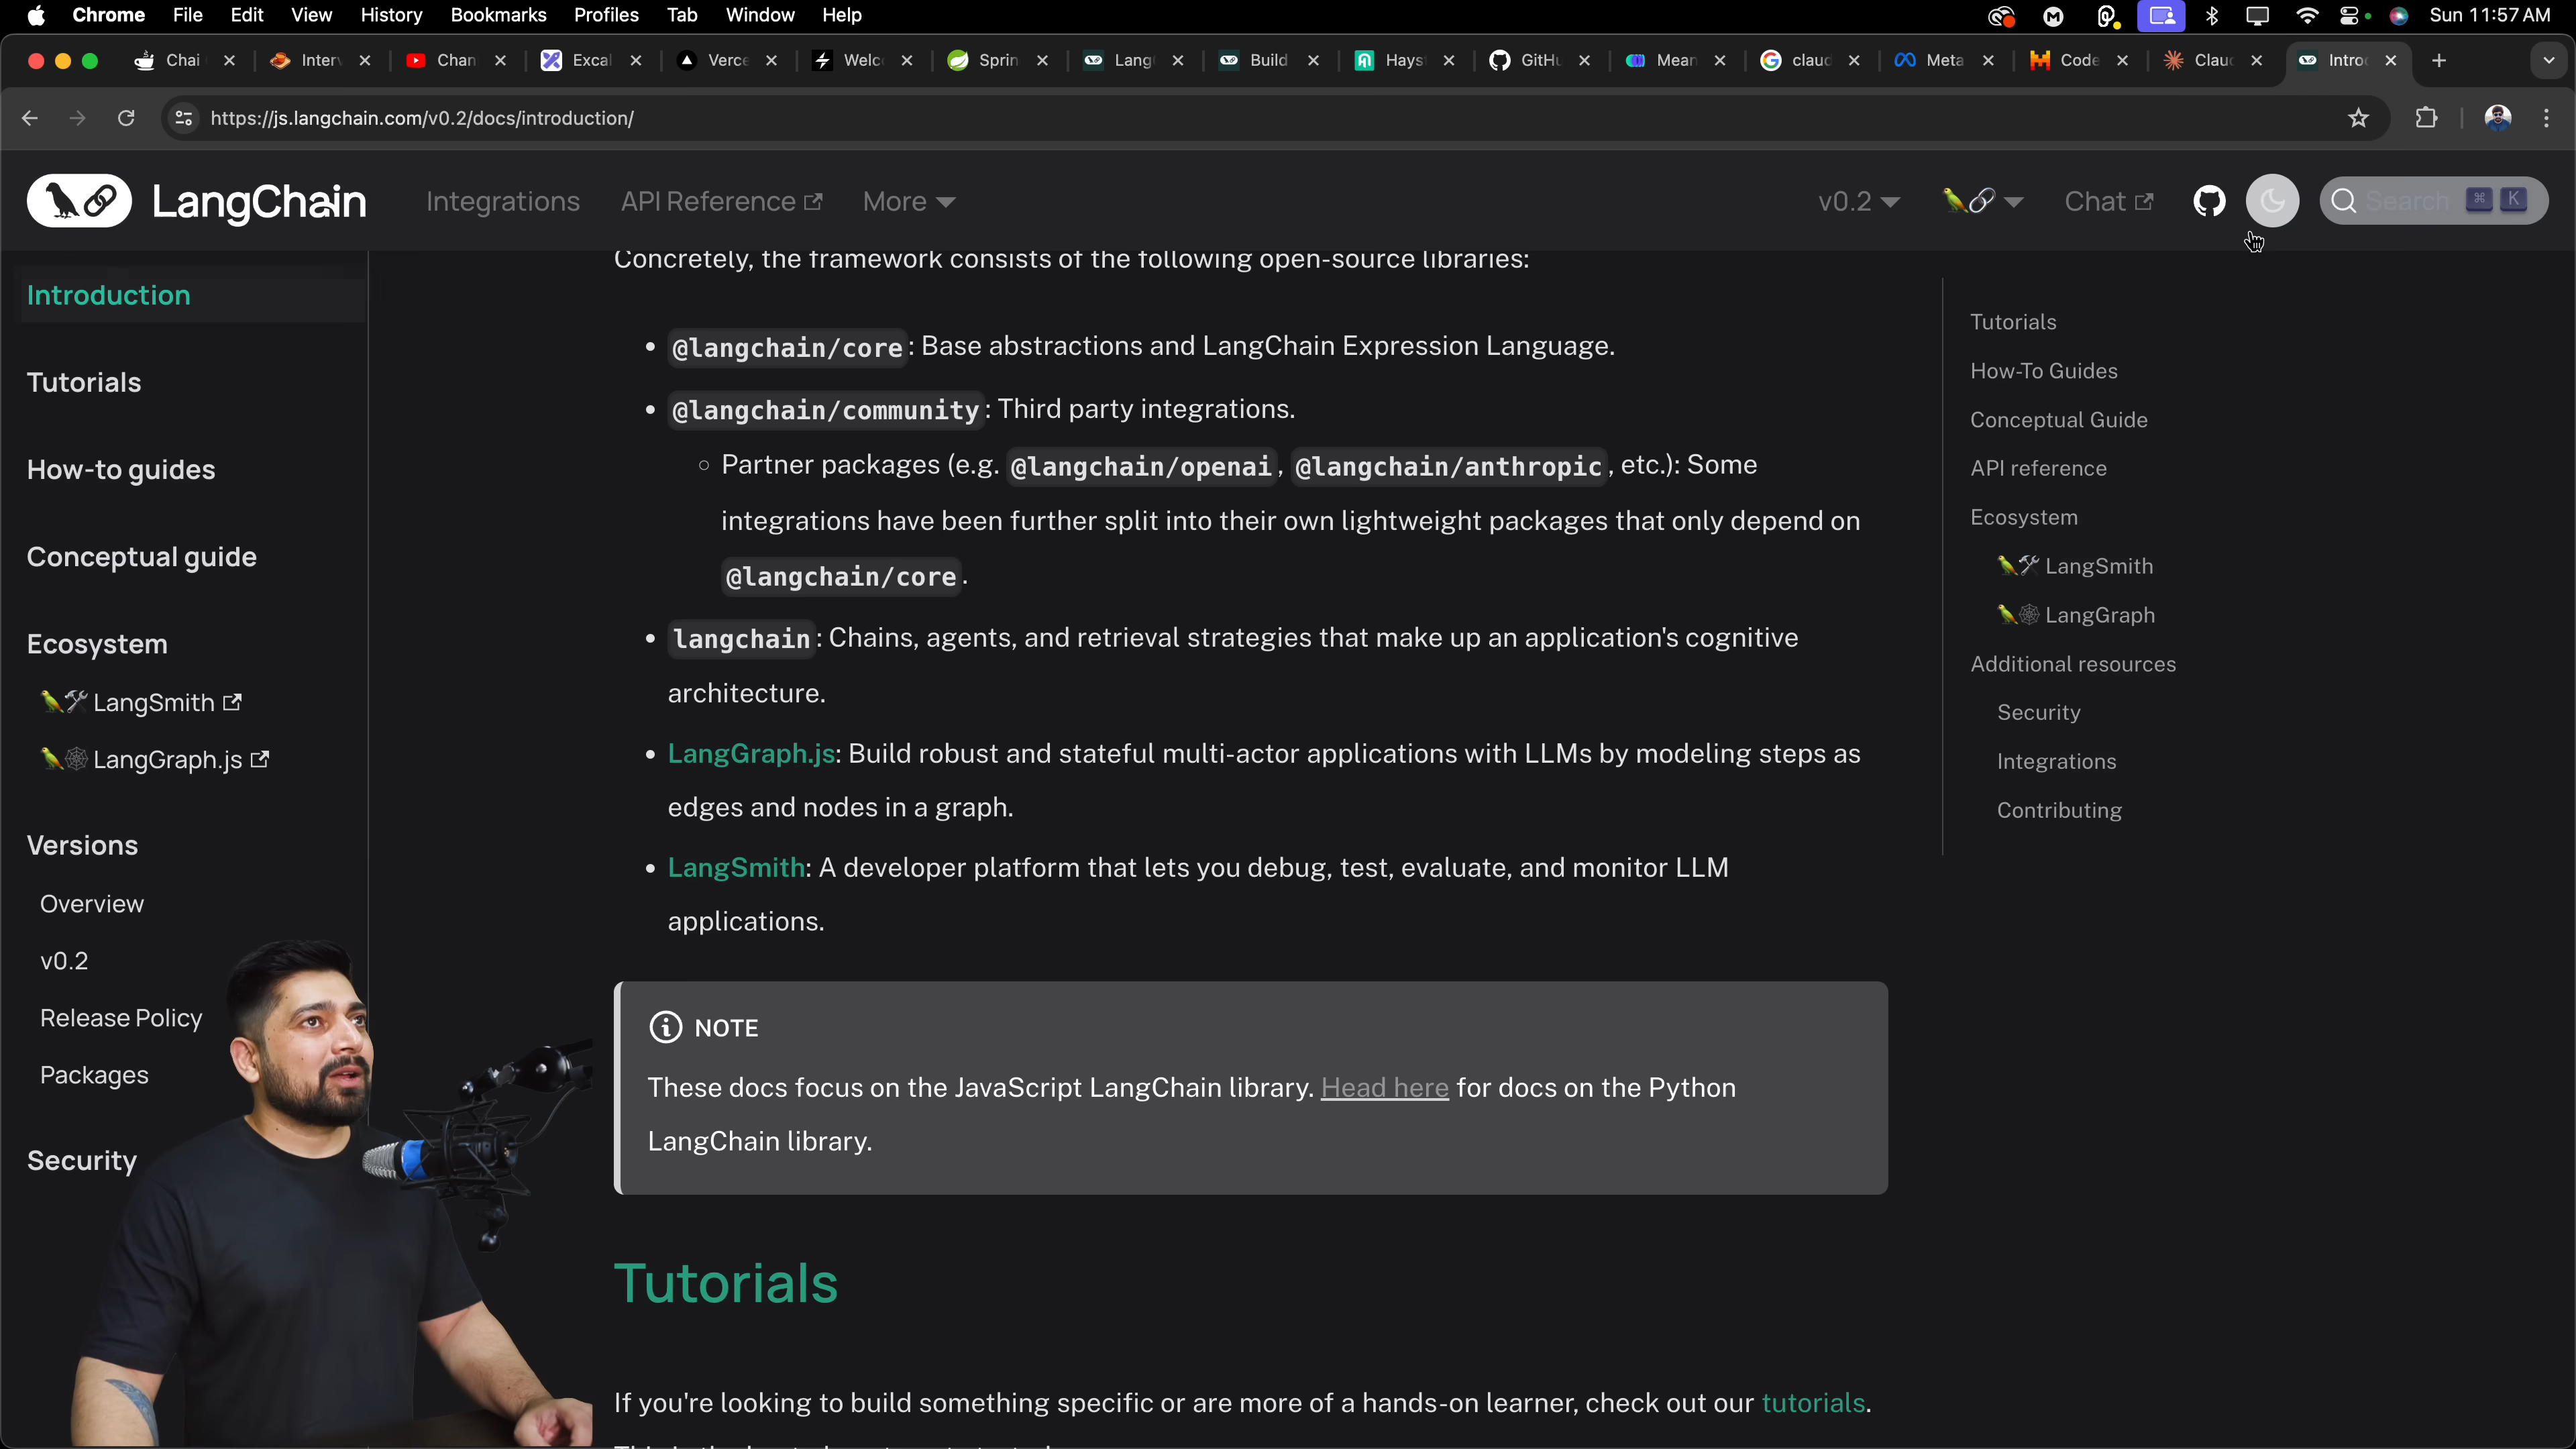 Chrome File Edit View History Bookmarks Profiles Tab Window Help Sun 11:57 AM
Chai Inter Chan Excal Verce Welc Sprin Lang Build Hays GitHu Mean claud Meta Code Claud Intro
https://js.langchain.com/v0.2/docs/introduction/
LangChain Integrations API Reference More v0.2 Chat Search ⌘ K
Concretely, the framework consists of the following open-source libraries:
@langchain/core: Base abstractions and LangChain Expression Language.
@langchain/community: Third party integrations.
Partner packages (e.g. @langchain/openai, @langchain/anthropic, etc.): Some
integrations have been further split into their own lightweight packages that only depend on
@langchain/core.
langchain: Chains, agents, and retrieval strategies that make up an application's cognitive
architecture.
LangGraph.js: Build robust and stateful multi-actor applications with LLMs by modeling steps as
edges and nodes in a graph.
LangSmith: A developer platform that lets you debug, test, evaluate, and monitor LLM
applications.
NOTE
These docs focus on the JavaScript LangChain library. Head here for docs on the Python
LangChain library.
Tutorials
If you're looking to build something specific or are more of a hands-on learner, check out our tutorials.
Introduction
Tutorials
How-to guides
Conceptual guide
Ecosystem
LangSmith
LangGraph.js
Versions
Overview
v0.2
Release Policy
Packages
Security
Tutorials
How-To Guides
Conceptual Guide
API reference
Ecosystem
LangSmith
LangGraph
Additional resources
Security
Integrations
Contributing